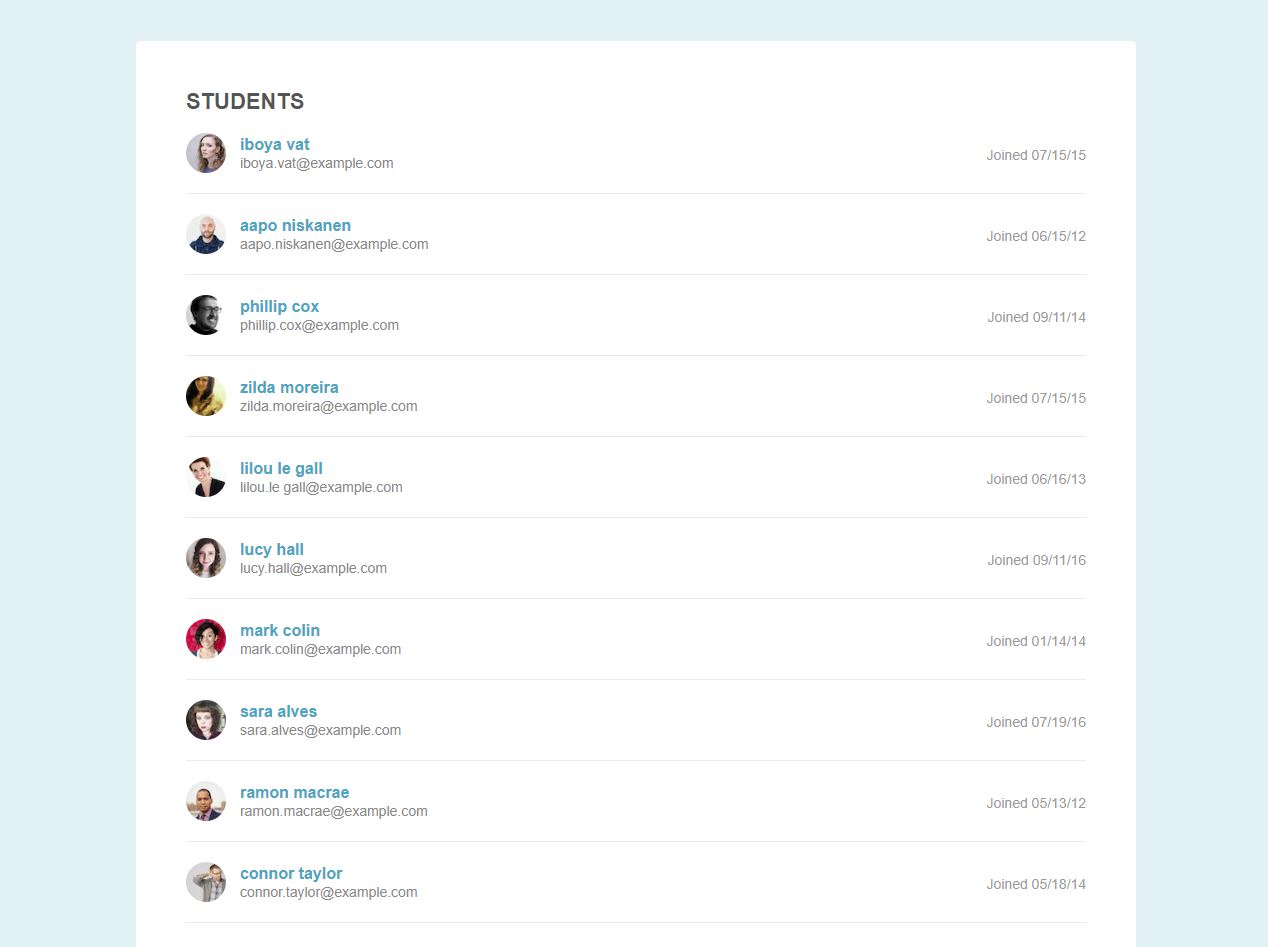 STUDENTS
iboya vat
iboya.vat@example.com
Joined 07/15/15
aapo niskanen
aapo.niskanen@example.com
Joined 06/15/12
phillip cox
phillip.cox@example.com
Joined 09/11/14
zilda moreira
zilda.moreira@example.com
Joined 07/15/15
lilou le gall
lilou.le gall@example.com
Joined 06/16/13
lucy hall
lucy.hall@example.com
Joined 09/11/16
mark colin
mark.colin@example.com
Joined 01/14/14
sara alves
sara.alves@example.com
Joined 07/19/16
ramon macrae
ramon.macrae@example.com
Joined 05/13/12
connor taylor
connor.taylor@example.com
Joined 05/18/14